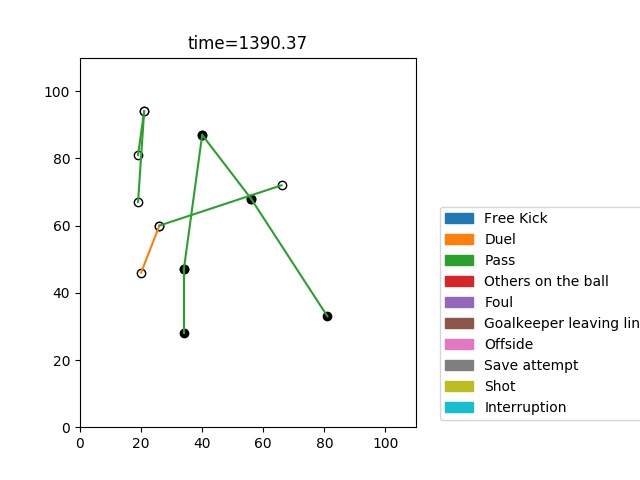 time=1390.37
100
80
60
40
20
0
0 20 40 60 80 100
Free Kick
Duel
Pass
Others on the ball
Foul
Goalkeeper leaving lin
Offside
Save attempt
Shot
Interruption